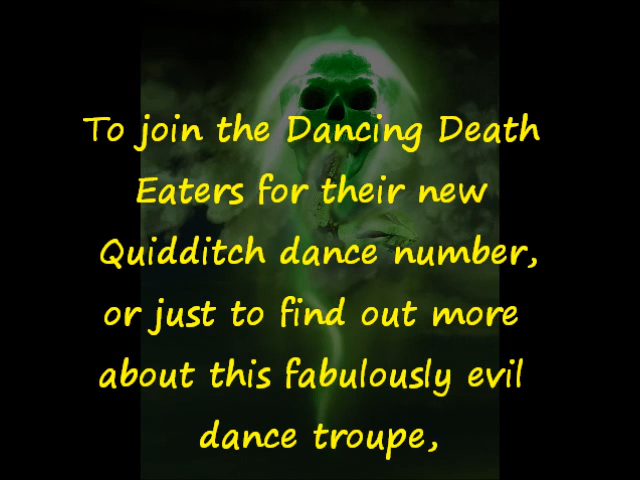 To join the Dancing Death
Eaters for their new
Quidditch dance number,
or just to find out more
about this fabulously evil
dance troupe,